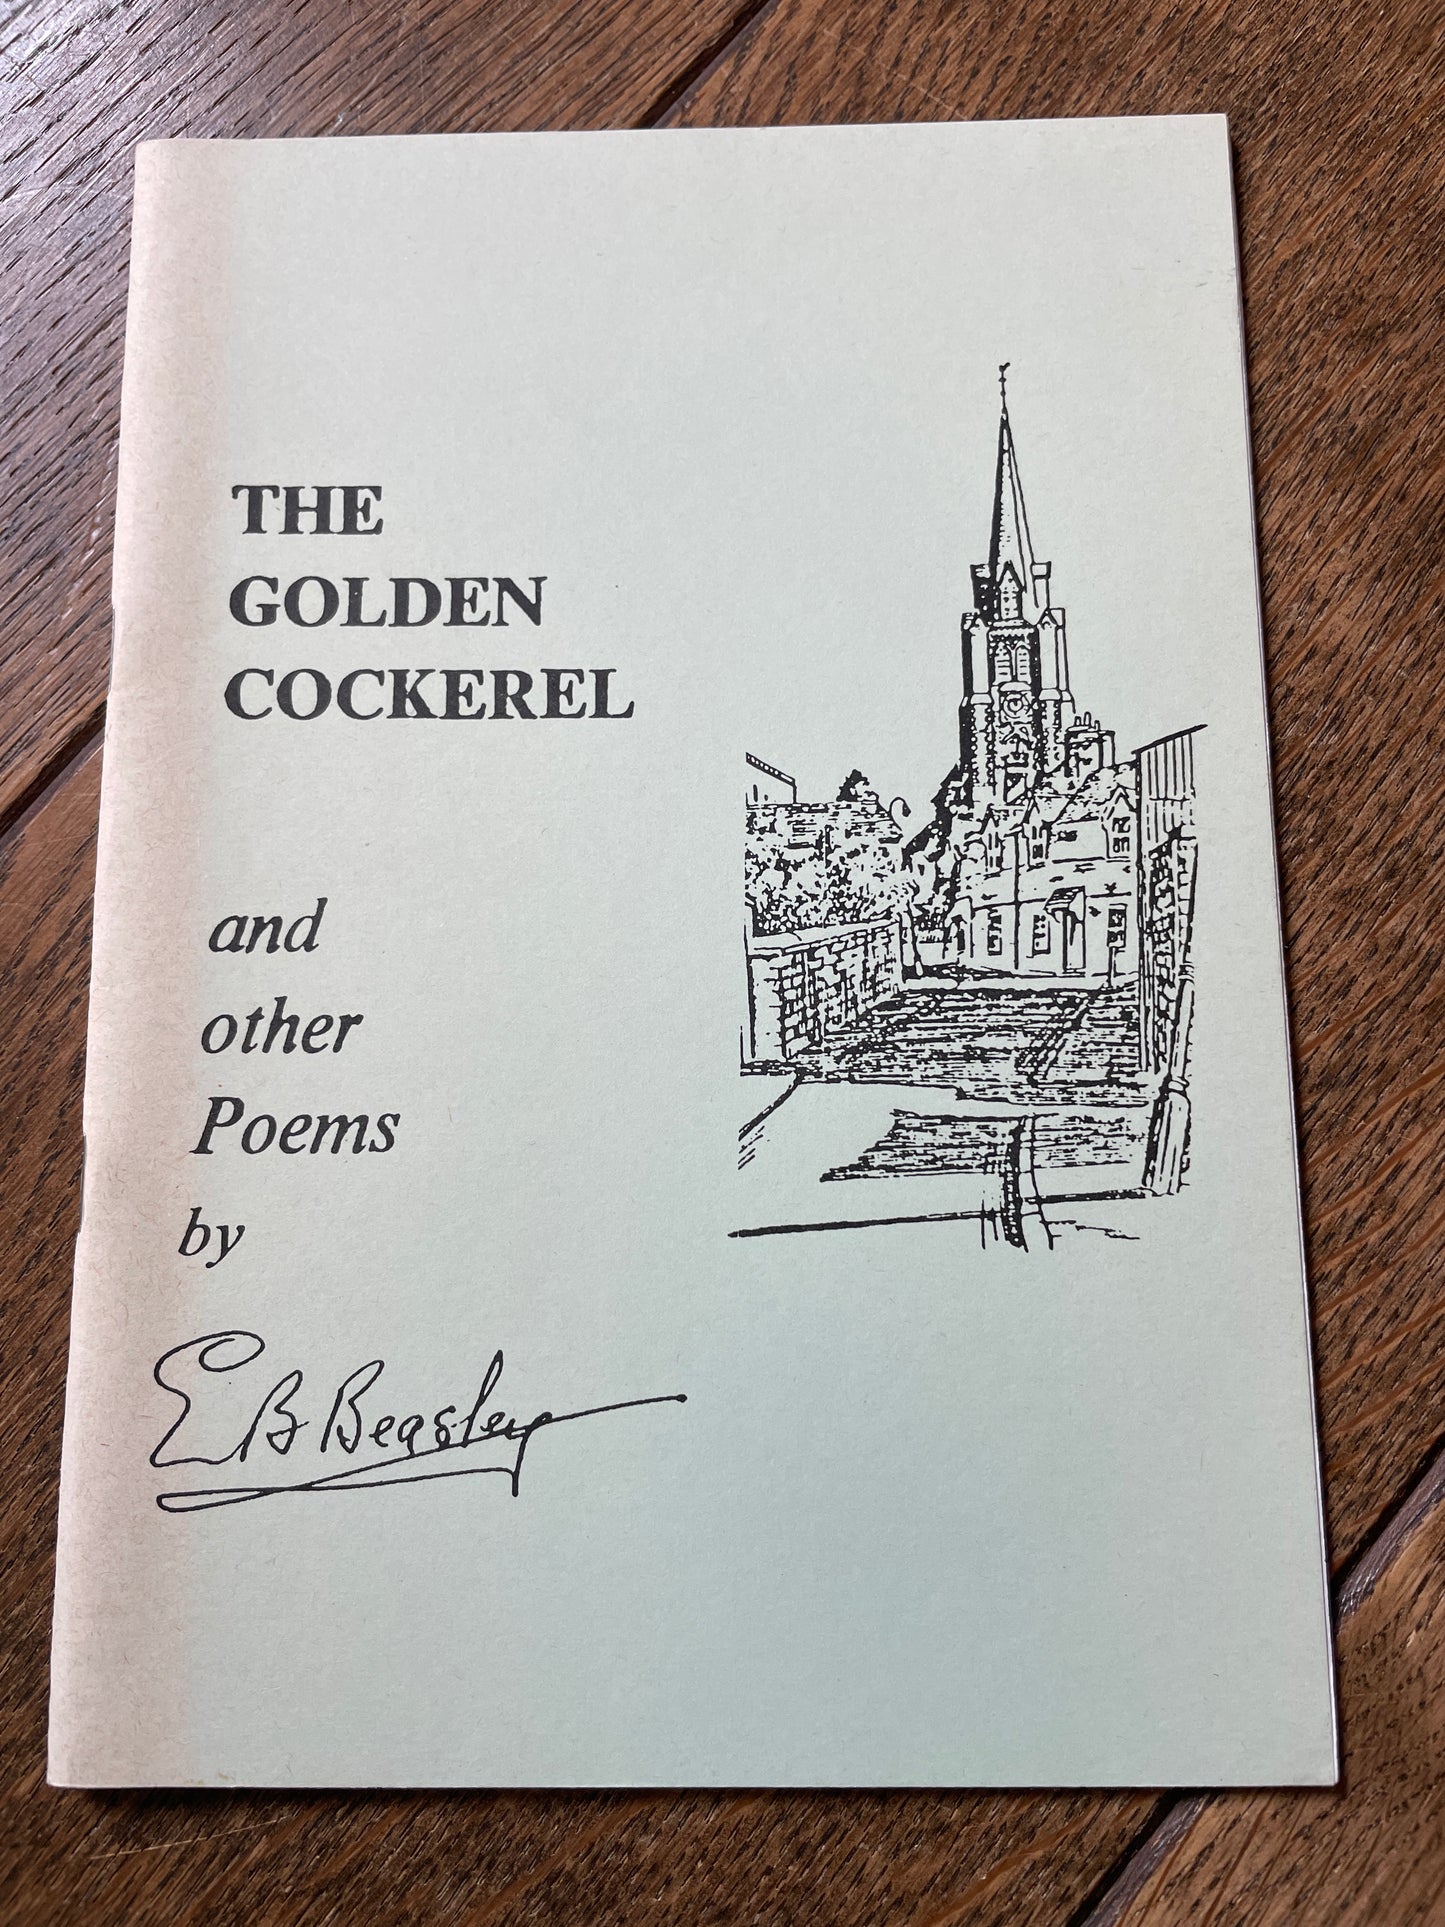 THE
GOLDEN
COCKEREL
and
other
Poems
by
E B Beasley